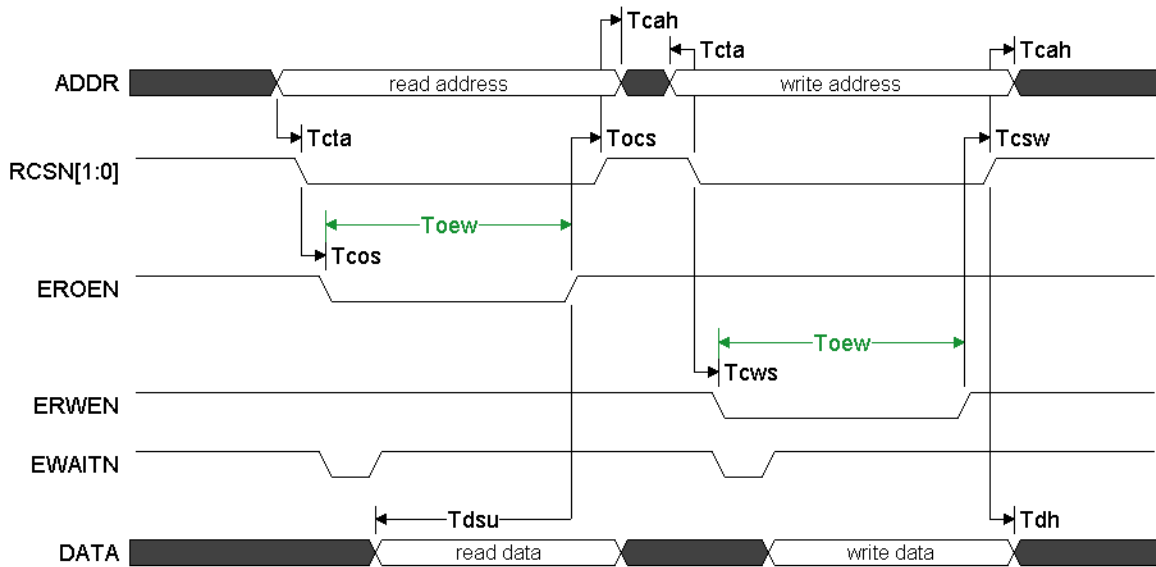 Tcah
Tcta
Tcah
ADDR
read address
write address
Tcta
Tocs
Tcsw
RCSN[1:0]
Toew
Tcos
EROEN
Toew
Tcws
ERWEN
EWAITN
Tdsu
Tdh
DATA
read data
write data